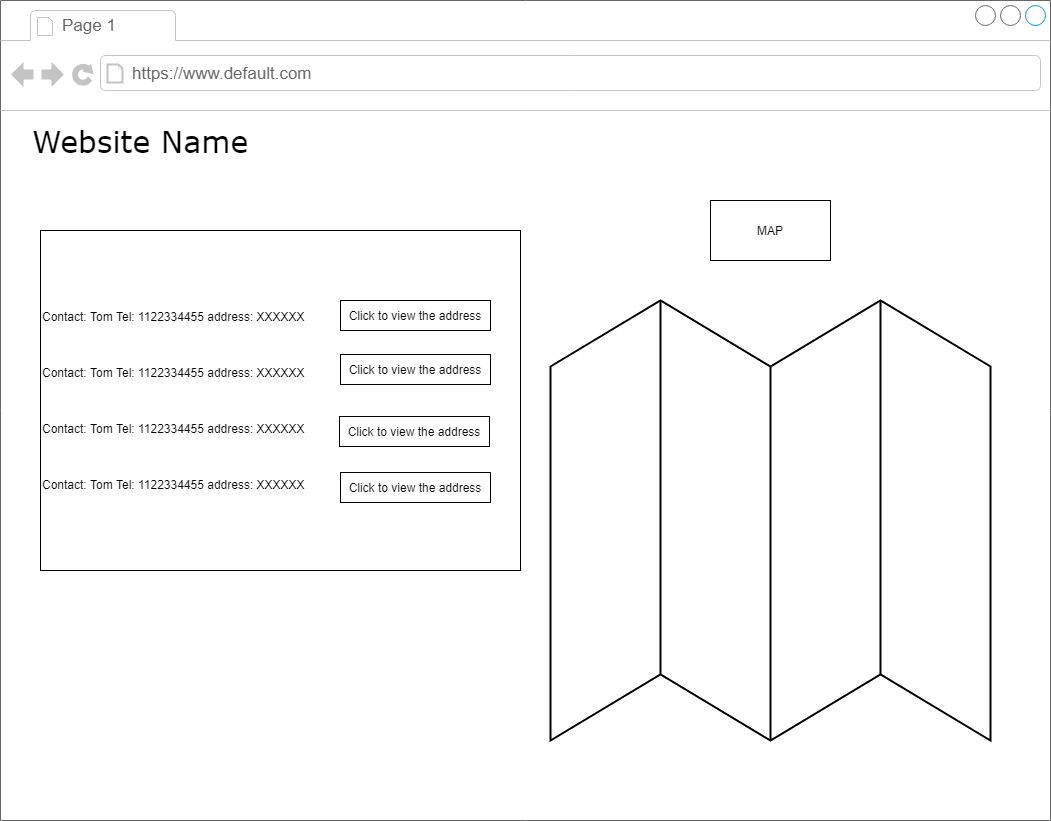 Page 1
https://www.default.com
Website Name
MAP
Contact: Tom Tel: 1122334455 address: XXXXXX
Click to view the address
Contact: Tom Tel: 1122334455 address: XXXXXX
Click to view the address
Contact: Tom Tel: 1122334455 address: XXXXXX
Click to view the address
Contact: Tom Tel: 1122334455 address: XXXXXX
Click to view the address